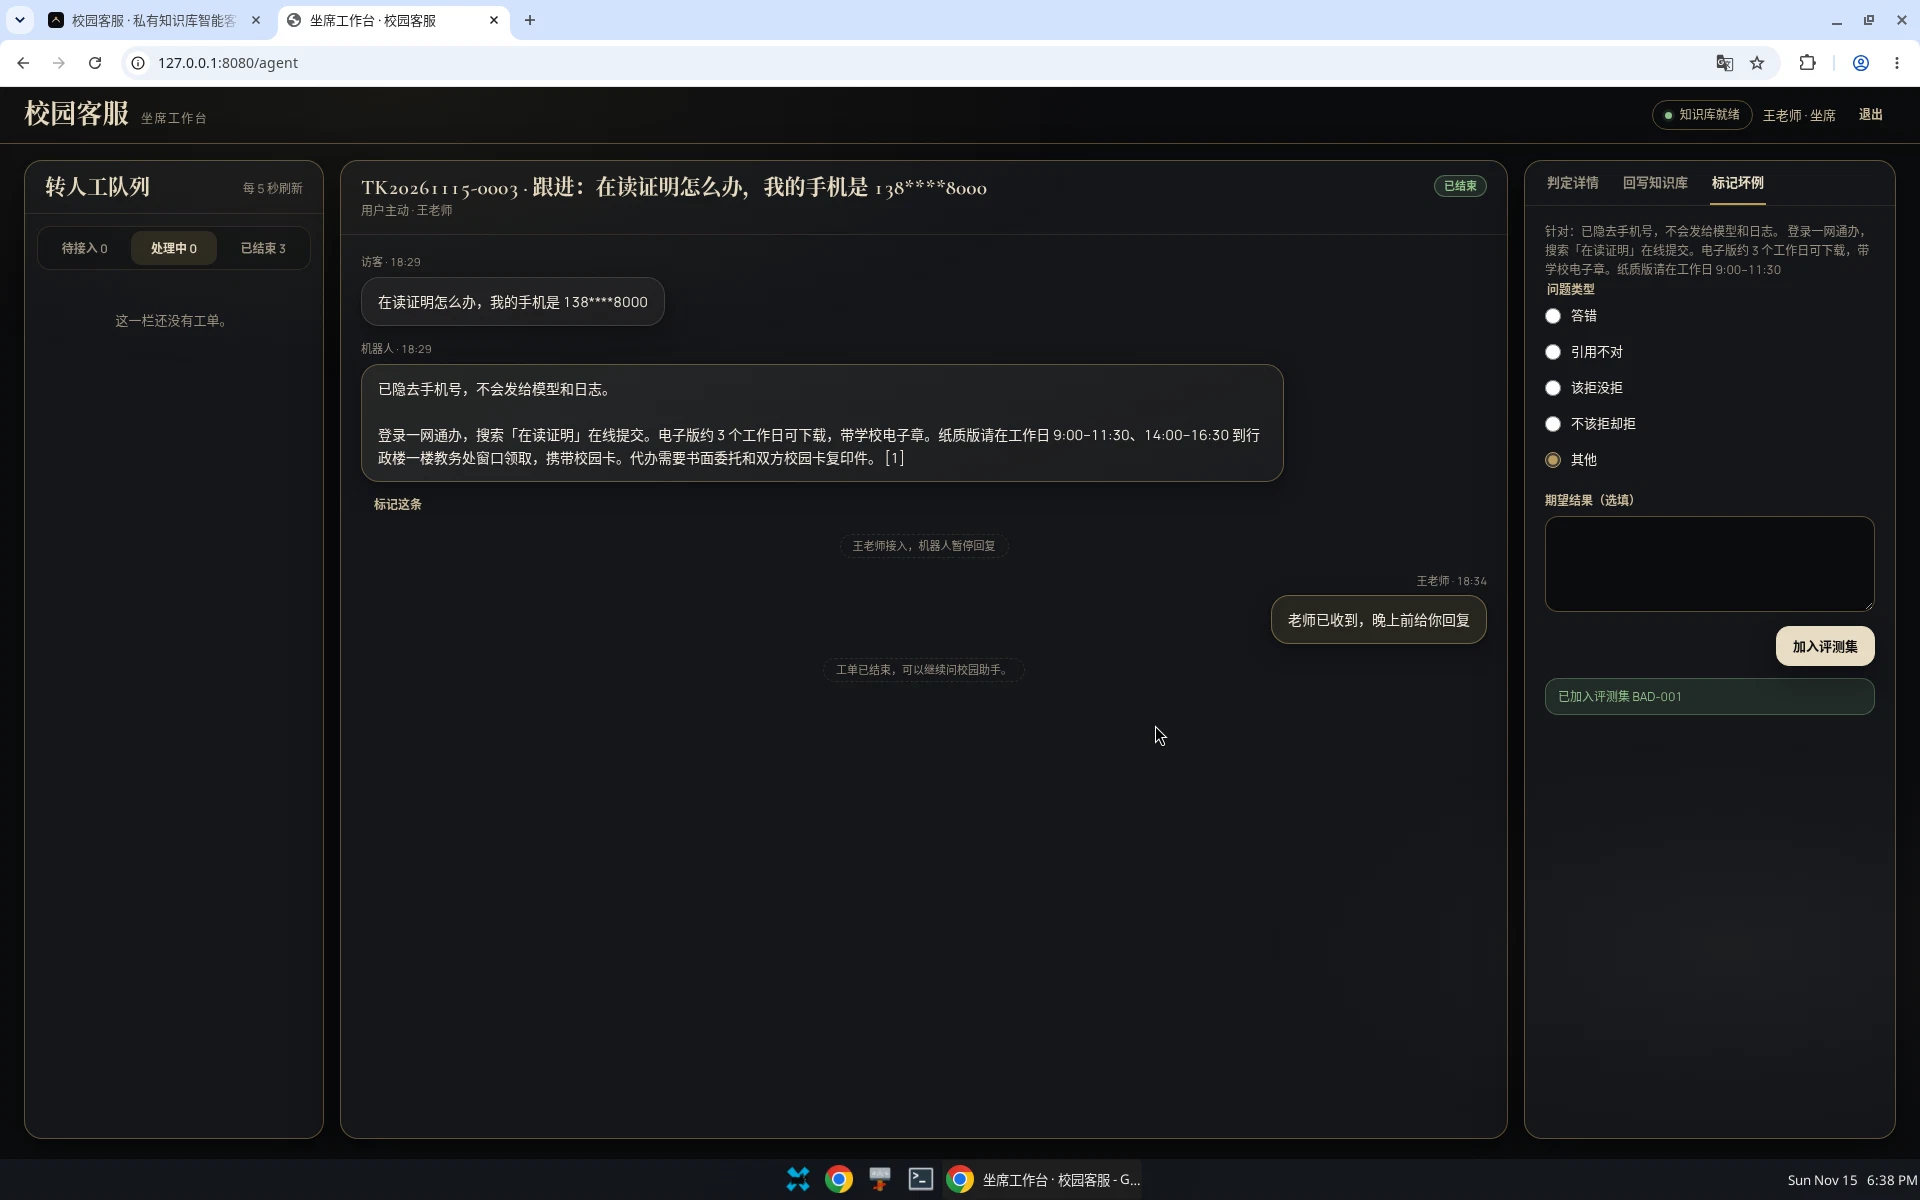 校园客服 · 私有知识库智能客
坐席工作台 · 校园客服
127.0.0.1:8080/agent
校园客服 坐席工作台
知识库就绪
王老师 · 坐席
退出
转人工队列
每 5 秒刷新
待接入 0
处理中 0
已结束 3
这一栏还没有工单。
TK20261115-0003 · 跟进：在读证明怎么办，我的手机是 138****8000
已结束
用户主动 · 王老师
访客 · 18:29
在读证明怎么办，我的手机是 138****8000
机器人 · 18:29
已隐去手机号，不会发给模型和日志。
登录一网通办，搜索「在读证明」在线提交。电子版约 3 个工作日可下载，带学校电子章。纸质版请在工作日 9:00–11:30、14:00–16:30 到行
政楼一楼教务处窗口领取，携带校园卡。代办需要书面委托和双方校园卡复印件。 [1]
标记这条
王老师接入，机器人暂停回复
王老师 · 18:34
老师已收到，晚上前给你回复
工单已结束，可以继续问校园助手。
判定详情
回写知识库
标记坏例
针对：已隐去手机号，不会发给模型和日志。 登录一网通办，
搜索「在读证明」在线提交。电子版约 3 个工作日可下载，带
学校电子章。纸质版请在工作日 9:00–11:30
问题类型
答错
引用不对
该拒没拒
不该拒却拒
其他
期望结果（选填）
加入评测集
已加入评测集 BAD-001
坐席工作台 · 校园客服 - G...
Sun Nov 15 6:38 PM